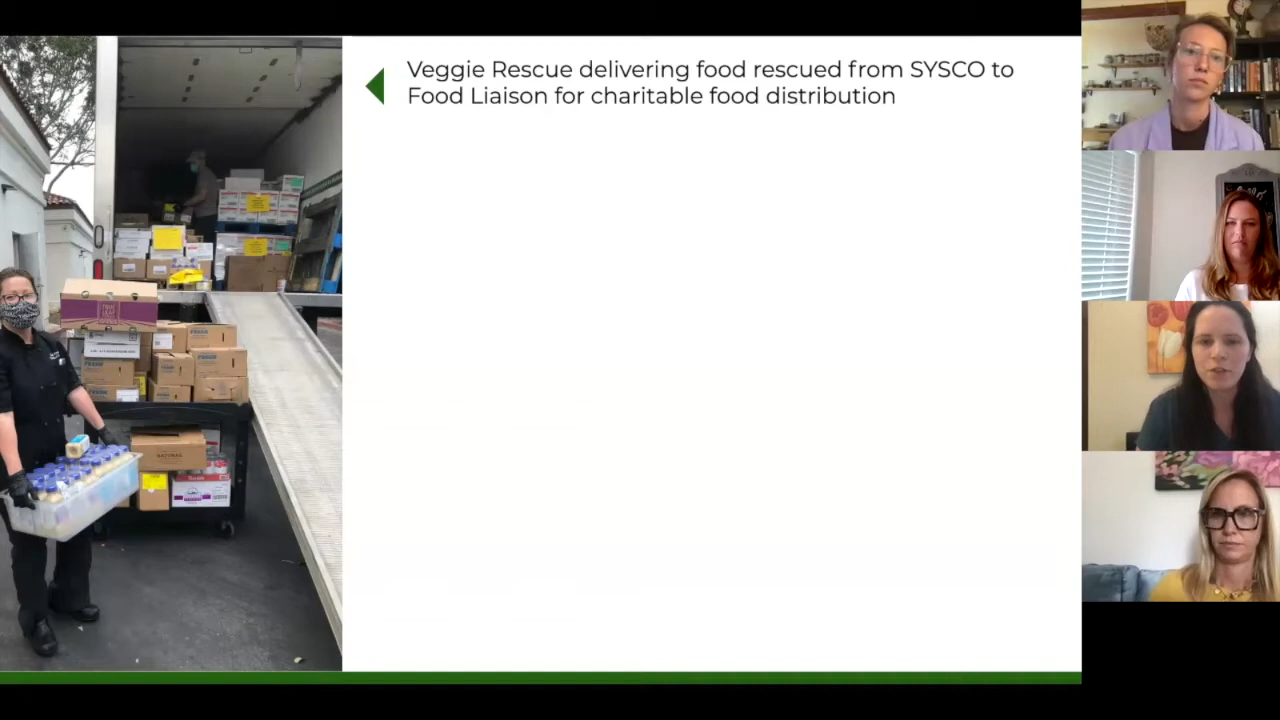 Veggie Rescue delivering food rescued from SYSCO to
Food Liaison for charitable food distribution